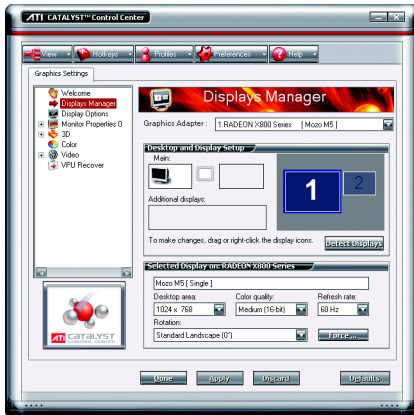 ATI CATALYST™ Control Center
View
Hotkeys
Profiles
Preferences
Help
Graphics Settings
Welcome
Displays Manager
Display Options
Monitor Properties 0
3D
Color
Video
VPU Recover
ATI CATALYST
CONTROL CENTER
Displays Manager
Graphics Adapter : 1.RADEON X800 Series [ Mozo M5 ]
Desktop and Display Setup
Main:
Additional displays:
1
2
To make changes, drag or right-click the display icons.
Detect Displays
Selected Display on: RADEON X800 Series
Mozo M5 [ Single ]
Desktop area: Color quality: Refresh rate:
1024 x 768 Medium (16-bit) 60 Hz
Rotation:
Standard Landscape (0°)
Force...
Done Apply Discard Defaults